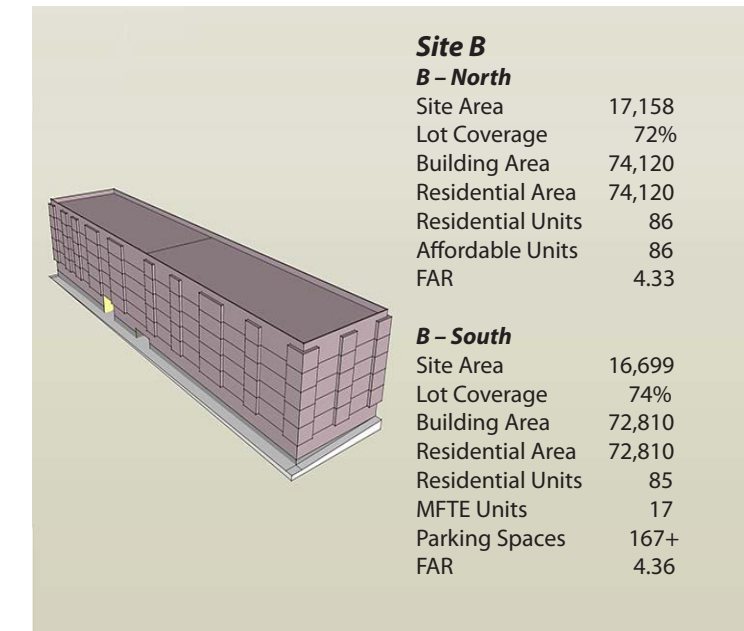 Site B
B – North
Site Area 17,158
Lot Coverage 72%
Building Area 74,120
Residential Area 74,120
Residential Units 86
Affordable Units 86
FAR 4.33
B – South
Site Area 16,699
Lot Coverage 74%
Building Area 72,810
Residential Area 72,810
Residential Units 85
MFTE Units 17
Parking Spaces 167+
FAR 4.36